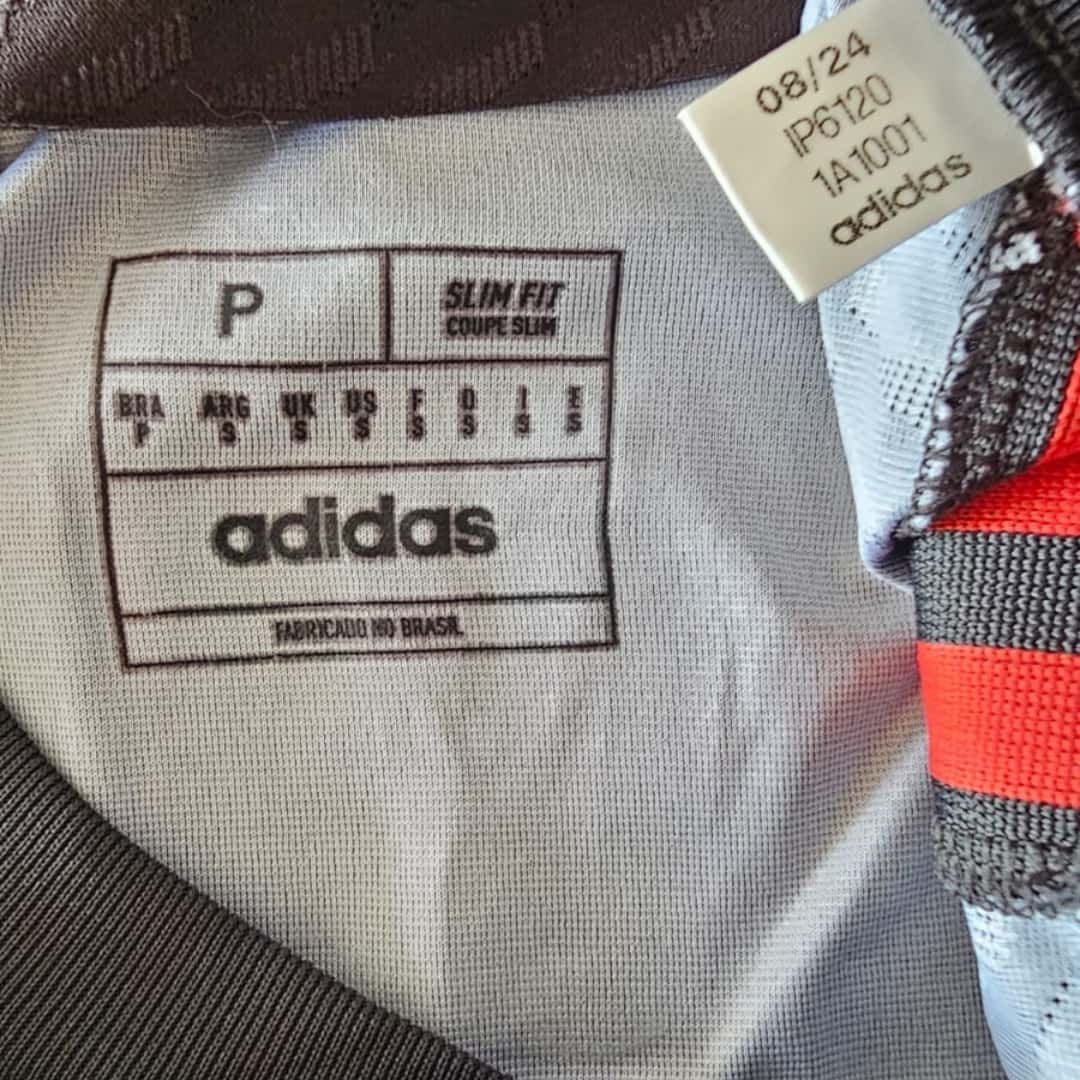 08/24
IP6120
1A1001
adidas
P
SLIM FIT
COUPE SLIM
BRA ARG UK US F D I E
P S S S S S S S
adidas
FABRICADO NO BRASIL